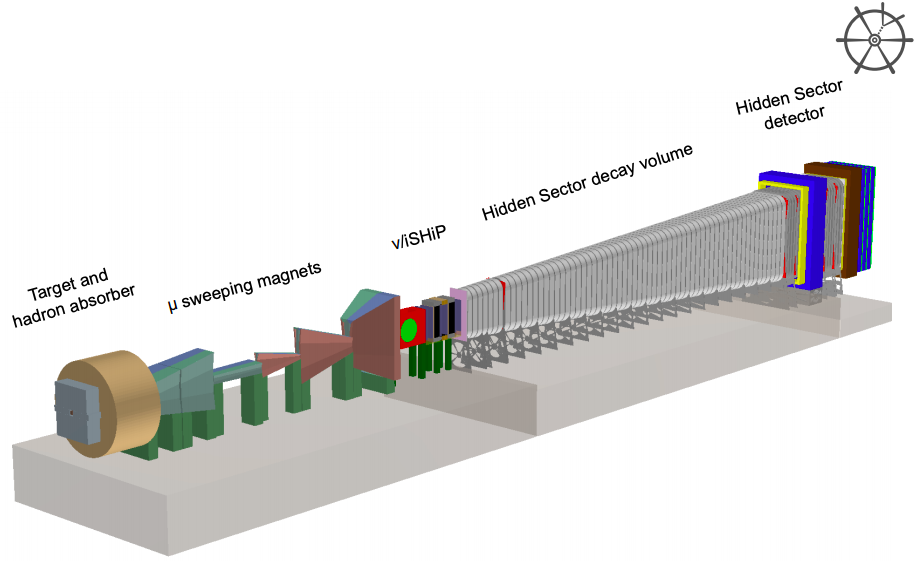 Target and
hadron absorber
μ sweeping magnets
ν/iSHiP
Hidden Sector decay volume
Hidden Sector
detector